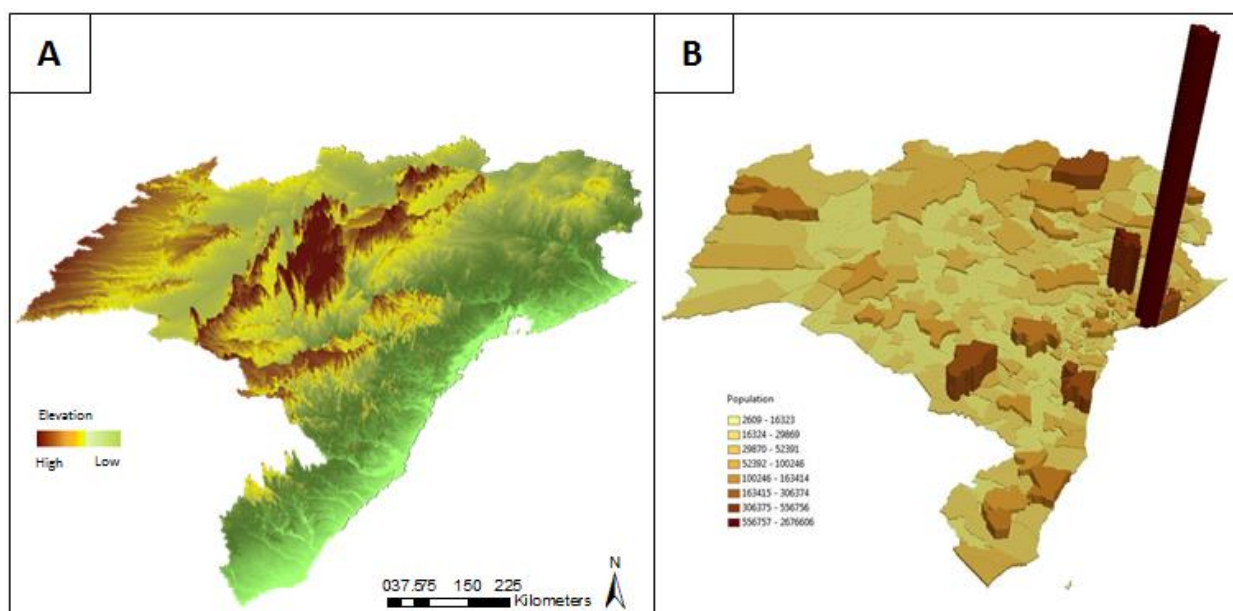 A
Elevation
High Low
037.575 150 225
Kilometers
N
B
Population
2609 - 16323
16324 - 29869
29870 - 52391
52392 - 100246
100246 - 163414
163415 - 306374
306375 - 556756
556757 - 2676606